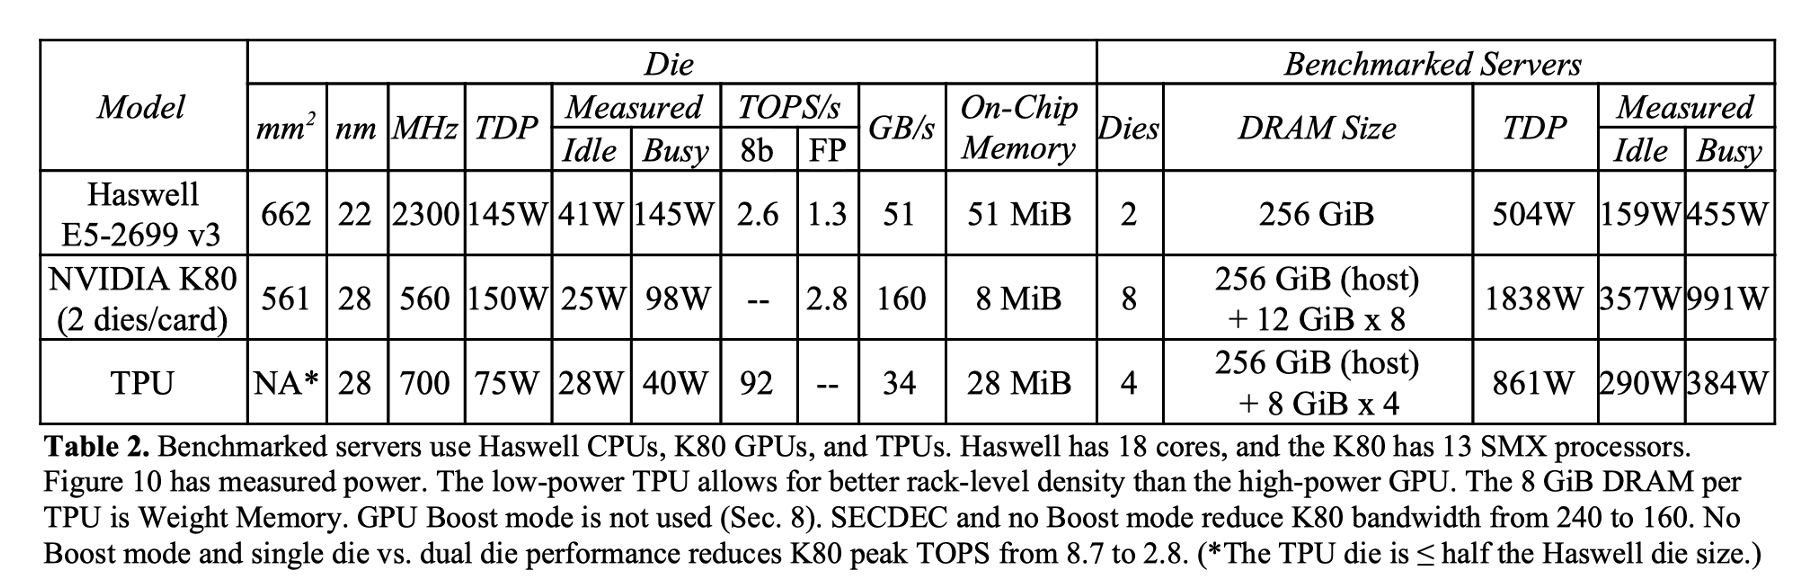 Model Die Benchmarked Servers
mm² nm MHz TDP Measured TOPS/s GB/s On-Chip Memory Dies DRAM Size TDP Measured
Idle Busy 8b FP Idle Busy
Haswell
E5-2699 v3 662 22 2300 145W 41W 145W 2.6 1.3 51 51 MiB 2 256 GiB 504W 159W 455W
NVIDIA K80
(2 dies/card) 561 28 560 150W 25W 98W -- 2.8 160 8 MiB 8 256 GiB (host)
+ 12 GiB x 8 1838W 357W 991W
TPU NA* 28 700 75W 28W 40W 92 -- 34 28 MiB 4 256 GiB (host)
+ 8 GiB x 4 861W 290W 384W
Table 2. Benchmarked servers use Haswell CPUs, K80 GPUs, and TPUs. Haswell has 18 cores, and the K80 has 13 SMX processors.
Figure 10 has measured power. The low-power TPU allows for better rack-level density than the high-power GPU. The 8 GiB DRAM per
TPU is Weight Memory. GPU Boost mode is not used (Sec. 8). SECDEC and no Boost mode reduce K80 bandwidth from 240 to 160. No
Boost mode and single die vs. dual die performance reduces K80 peak TOPS from 8.7 to 2.8. (*The TPU die is ≤ half the Haswell die size.)